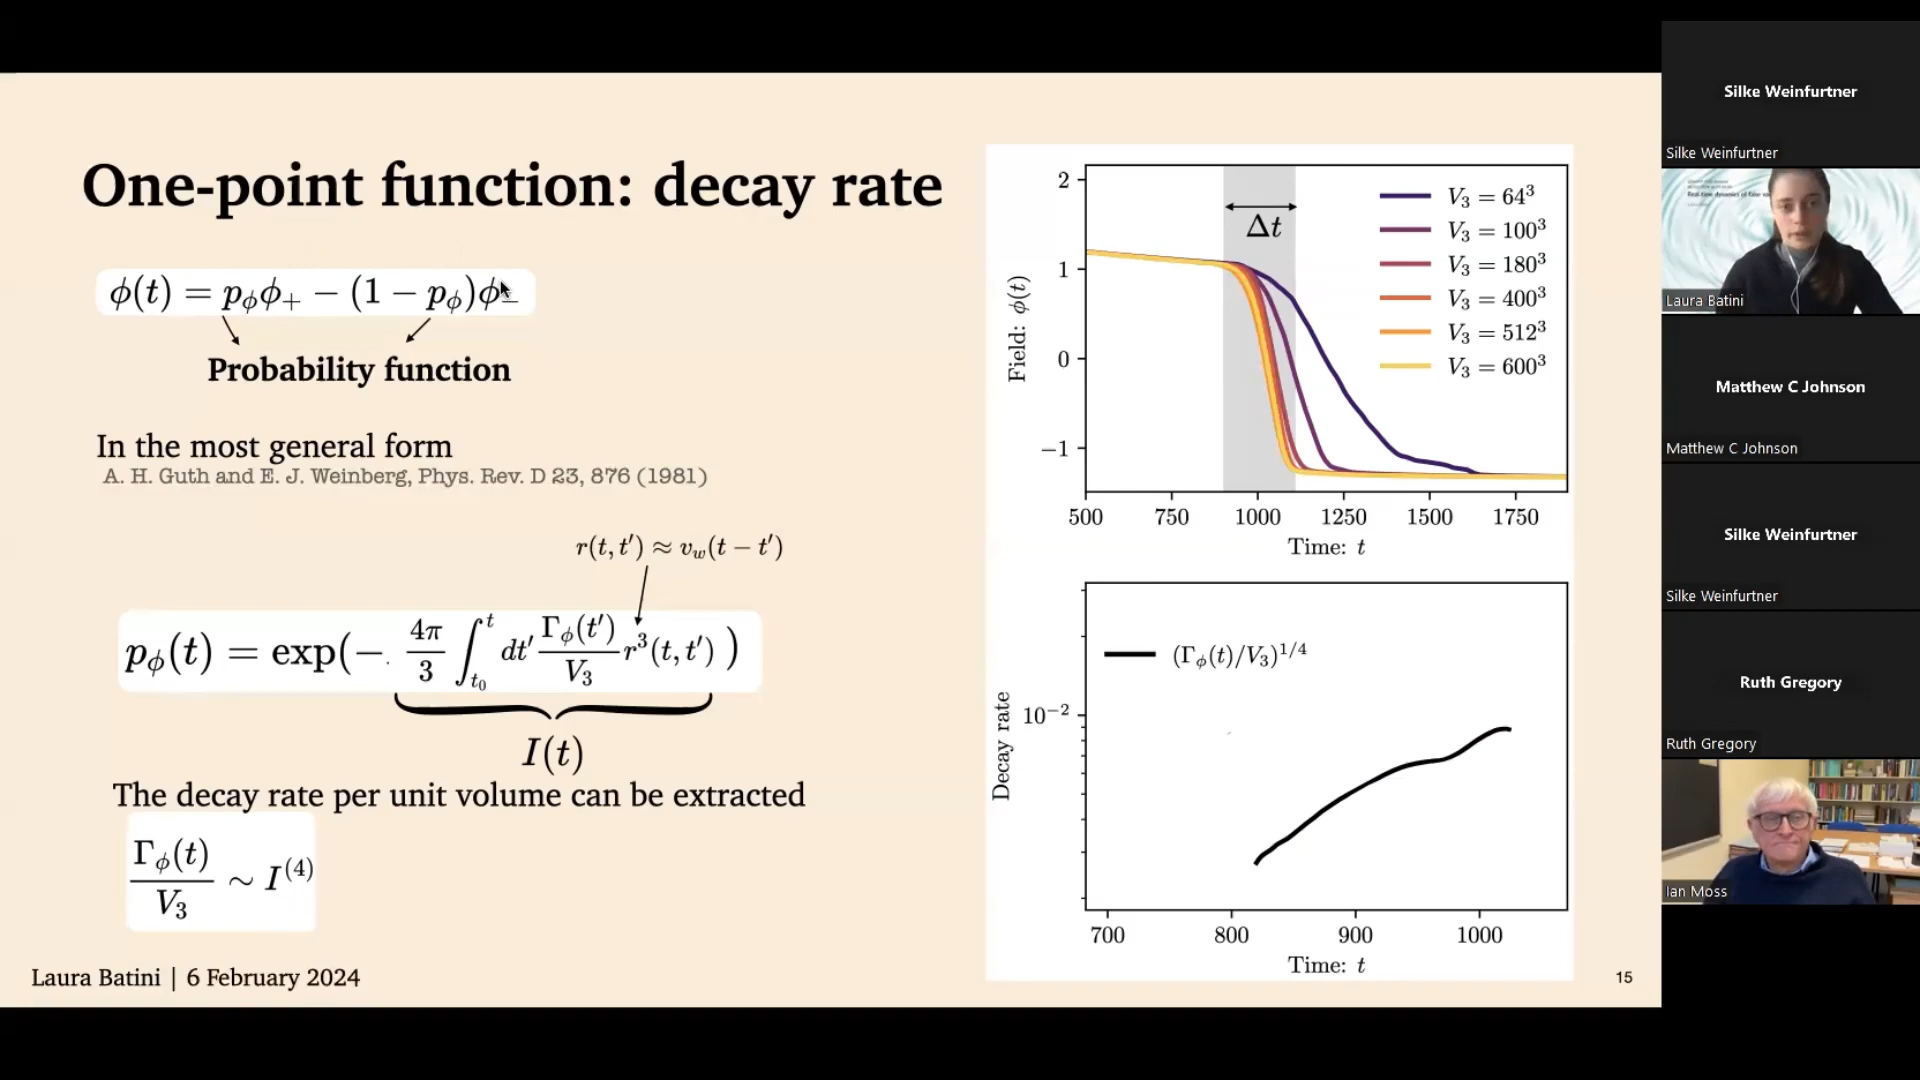 One-point function: decay rate
ϕ(t) = p_ϕϕ_+ − (1 − p_ϕ)ϕ_−
Probability function
In the most general form
A. H. Guth and E. J. Weinberg, Phys. Rev. D 23, 876 (1981)
r(t, t′) ≈ v_w(t − t′)
p_ϕ(t) = exp(−. 4π/3 ∫_{t_0}^{t} dt′ Γ_ϕ(t′)/V_3 r^3(t, t′) )
I(t)
The decay rate per unit volume can be extracted
Γ_ϕ(t)/V_3 ∼ I^{(4)}
Laura Batini | 6 February 2024
2
1
0
−1
Field: ϕ(t)
Δt
V_3 = 64^3
V_3 = 100^3
V_3 = 180^3
V_3 = 400^3
V_3 = 512^3
V_3 = 600^3
500 750 1000 1250 1500 1750
Time: t
Decay rate
10^{−2}
(Γ_ϕ(t)/V_3)^{1/4}
700 800 900 1000
Time: t
15
Silke Weinfurtner
Silke Weinfurtner
Laura Batini
Matthew C Johnson
Matthew C Johnson
Silke Weinfurtner
Silke Weinfurtner
Ruth Gregory
Ruth Gregory
Ian Moss